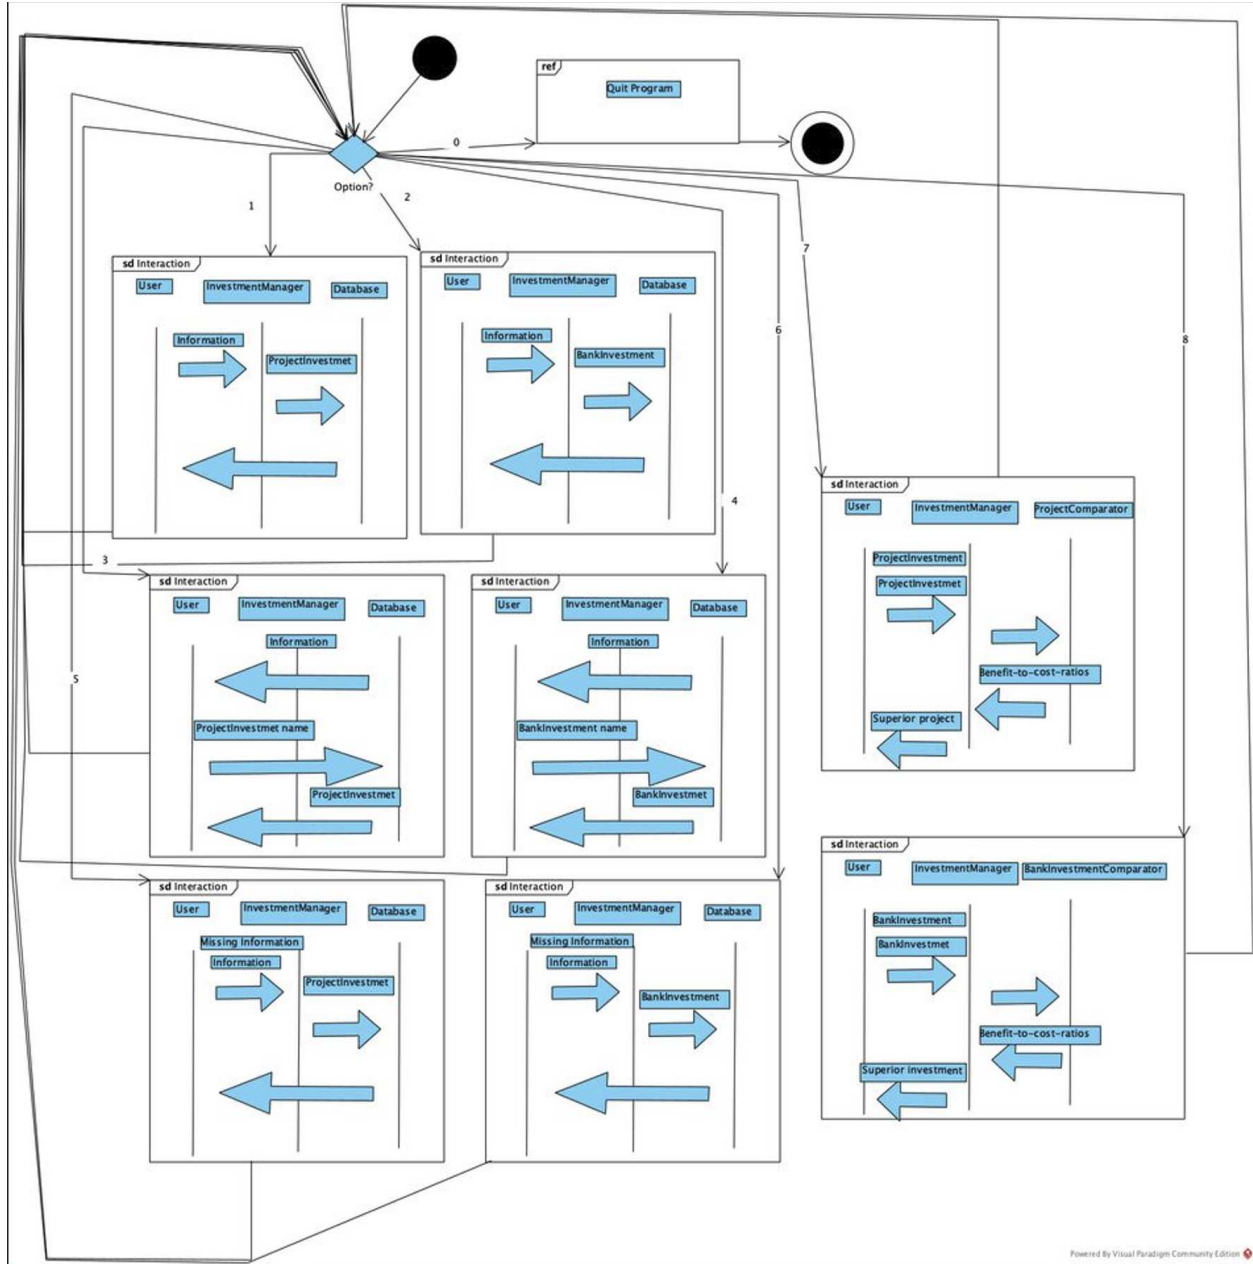 ref
Quit Program
0
Option?
1
2
7
6
8
4
3
5
sd Interaction
User
InvestmentManager
Database
Information
ProjectInvestmet
sd Interaction
User
InvestmentManager
Database
Information
BankInvestment
sd Interaction
User
InvestmentManager
Database
Information
ProjectInvestmet name
ProjectInvestmet
sd Interaction
User
InvestmentManager
Database
Information
BankInvestment name
BankInvestmet
sd Interaction
User
InvestmentManager
ProjectComparator
ProjectInvestment
ProjectInvestmet
Benefit-to-cost-ratios
Superior project
sd Interaction
User
InvestmentManager
Database
Missing Information
Information
ProjectInvestmet
sd Interaction
User
InvestmentManager
Database
Missing Information
Information
BankInvestment
sd Interaction
User
InvestmentManager
BankInvestmentComparator
BankInvestment
BankInvestmet
Benefit-to-cost-ratios
Superior investment
Powered By Visual Paradigm Community Edition